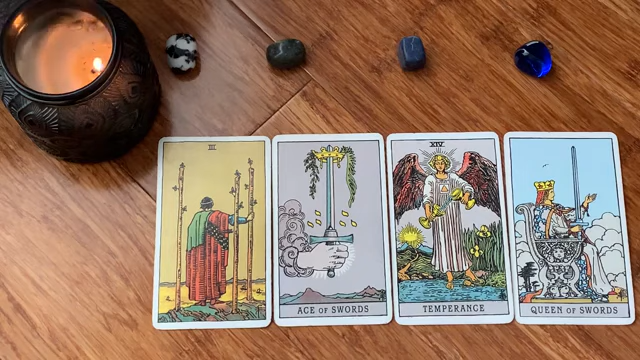 III
ACE OF SWORDS
XIV
TEMPERANCE
QUEEN OF SWORDS